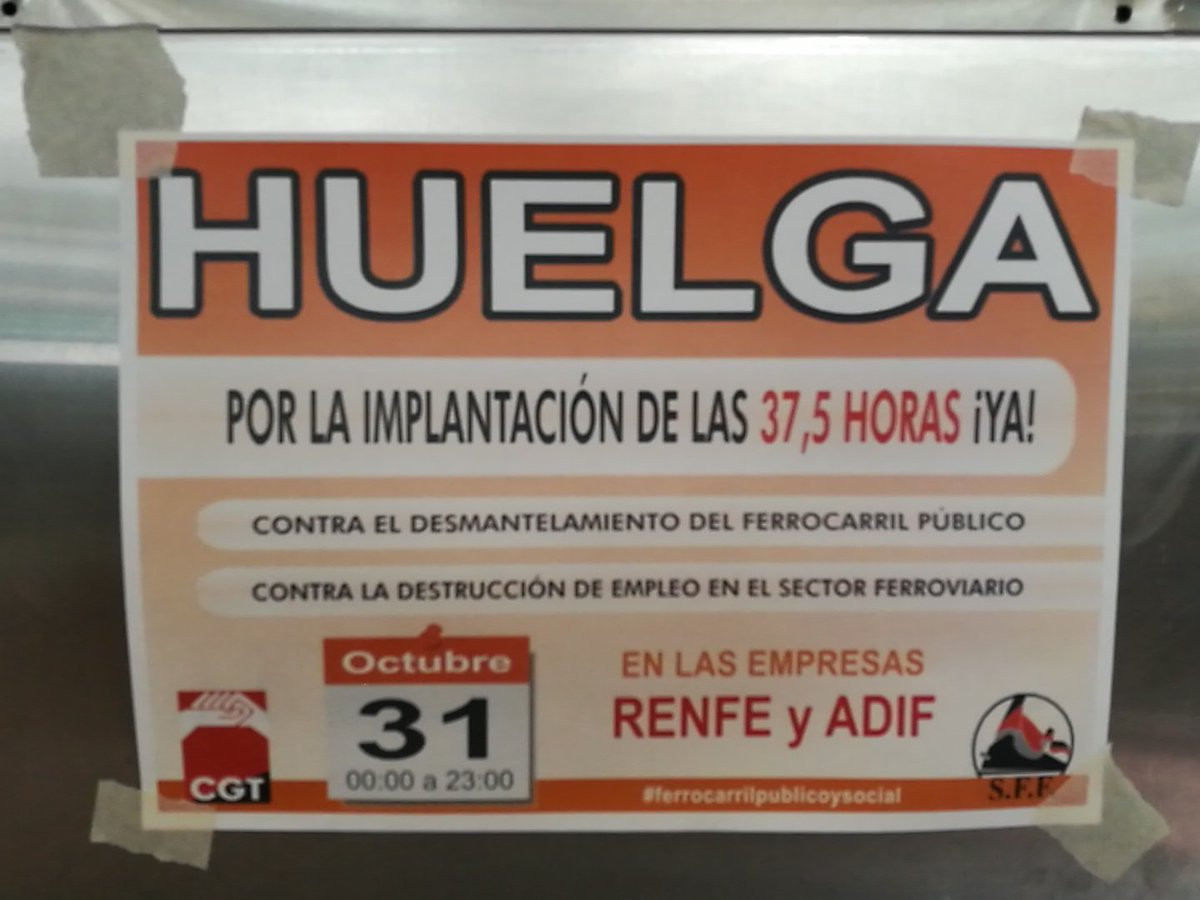 HUELGA
POR LA IMPLANTACIÓN DE LAS 37,5 HORAS ¡YA!
CONTRA EL DESMANTELAMIENTO DEL FERROCARRIL PÚBLICO
CONTRA LA DESTRUCCIÓN DE EMPLEO EN EL SECTOR FERROVIARIO
Octubre
31
00:00 a 23:00
EN LAS EMPRESAS
RENFE y ADIF
CGT
#ferrocarrilpublicoysocial
S.F.F.